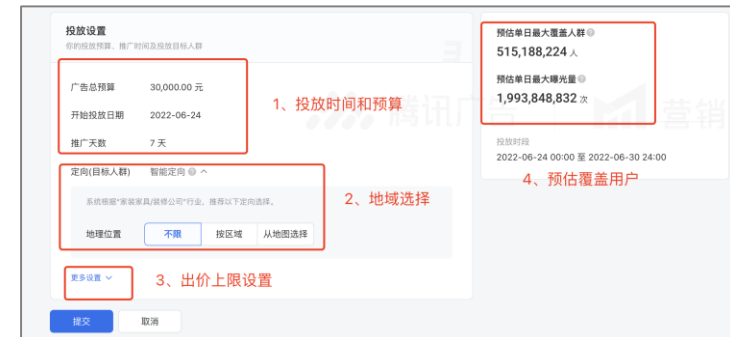 投放设置
你的投放预算、推广时间及投放目标人群
广告总预算 30,000.00 元
开始投放日期 2022-06-24
推广天数 7 天
1、投放时间和预算
定向(目标人群) 智能定向
系统根据“家装家具/装修公司”行业，推荐以下定向选择。
地理位置 不限 按区域 从地图选择
2、地域选择
更多设置
3、出价上限设置
提交 取消
预估单日最大覆盖人群
515,188,224 人
预估单日最大曝光量
1,993,848,832 次
投放时段
2022-06-24 00:00 至 2022-06-30 24:00
4、预估覆盖用户
腾讯广告
营销